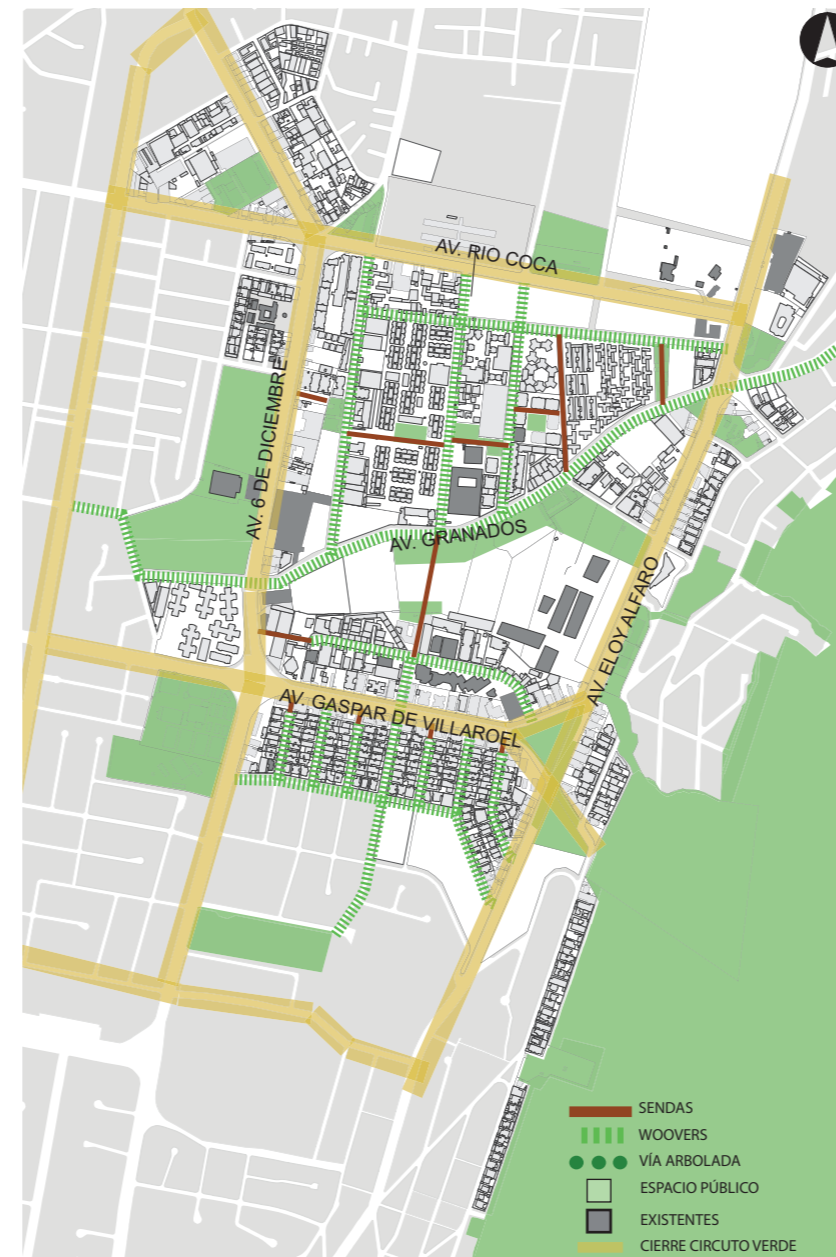 AV. RIO COCA
AV. 6 DE DICIEMBRE
AV. GRANADOS
AV. ELOY ALFARO
AV. GASPAR DE VILLAROEL
SENDAS
WOOVERS
VÍA ARBOLADA
ESPACIO PÚBLICO
EXISTENTES
CIERRE CIRCUTO VERDE